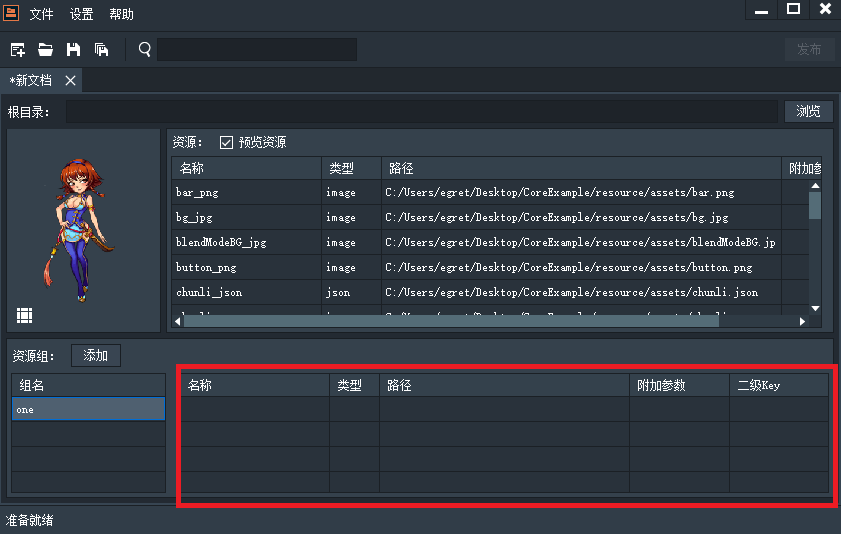 文件 设置 帮助
发布
*新文档
根目录: 浏览
资源: 预览资源
名称 类型 路径 附加参
bar_png image C:/Users/egret/Desktop/CoreExample/resource/assets/bar.png
bg_jpg image C:/Users/egret/Desktop/CoreExample/resource/assets/bg.jpg
blendModeBG_jpg image C:/Users/egret/Desktop/CoreExample/resource/assets/blendModeBG.jp
button_png image C:/Users/egret/Desktop/CoreExample/resource/assets/button.png
chunli_json json C:/Users/egret/Desktop/CoreExample/resource/assets/chunli.json
资源组: 添加
组名 名称 类型 路径 附加参数 二级Key
one
准备就绪